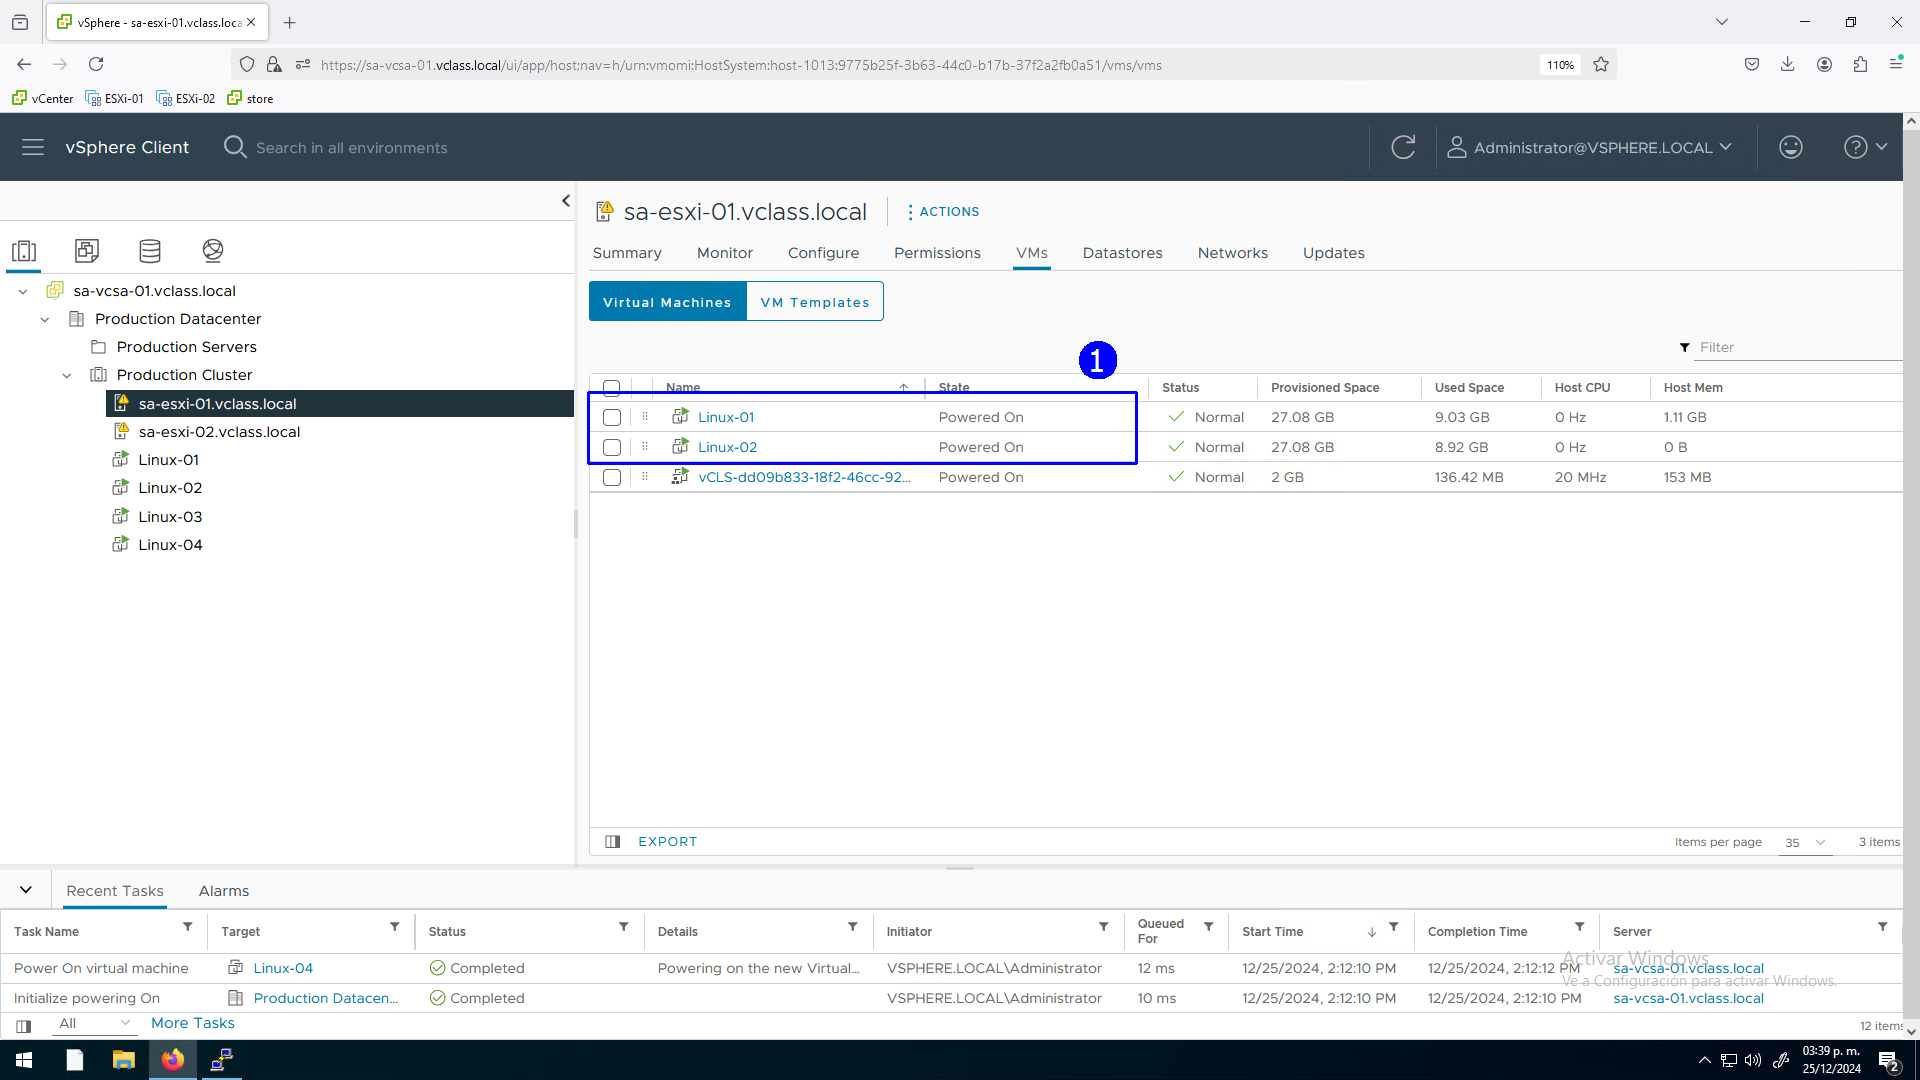 vSphere - sa-esxi-01.vclass.loca
https://sa-vcsa-01.vclass.local/ui/app/host;nav=h/urn:vmomi:HostSystem:host-1013:9775b25f-3b63-44c0-b17b-37f2a2fb0a51/vms/vms
110%
vCenter ESXi-01 ESXi-02 store
vSphere Client
Search in all environments
Administrator@VSPHERE.LOCAL
sa-vcsa-01.vclass.local
Production Datacenter
Production Servers
Production Cluster
sa-esxi-01.vclass.local
sa-esxi-02.vclass.local
Linux-01
Linux-02
Linux-03
Linux-04
sa-esxi-01.vclass.local
ACTIONS
Summary Monitor Configure Permissions VMs Datastores Networks Updates
Virtual Machines VM Templates
1
Filter
Name State Status Provisioned Space Used Space Host CPU Host Mem
Linux-01 Powered On Normal 27.08 GB 9.03 GB 0 Hz 1.11 GB
Linux-02 Powered On Normal 27.08 GB 8.92 GB 0 Hz 0 B
vCLS-dd09b833-18f2-46cc-92... Powered On Normal 2 GB 136.42 MB 20 MHz 153 MB
EXPORT
Items per page 35 3 items
Recent Tasks Alarms
Task Name Target Status Details Initiator Queued For Start Time Completion Time Server
Power On virtual machine Linux-04 Completed Powering on the new Virtual... VSPHERE.LOCAL\Administrator 12 ms 12/25/2024, 2:12:10 PM 12/25/2024, 2:12:12 PM sa-vcsa-01.vclass.local
Initialize powering On Production Datacen... Completed VSPHERE.LOCAL\Administrator 10 ms 12/25/2024, 2:12:10 PM 12/25/2024, 2:12:10 PM sa-vcsa-01.vclass.local
Activar Windows
Ve a Configuración para activar Windows.
All More Tasks
12 items
03:39 p. m.
25/12/2024
2